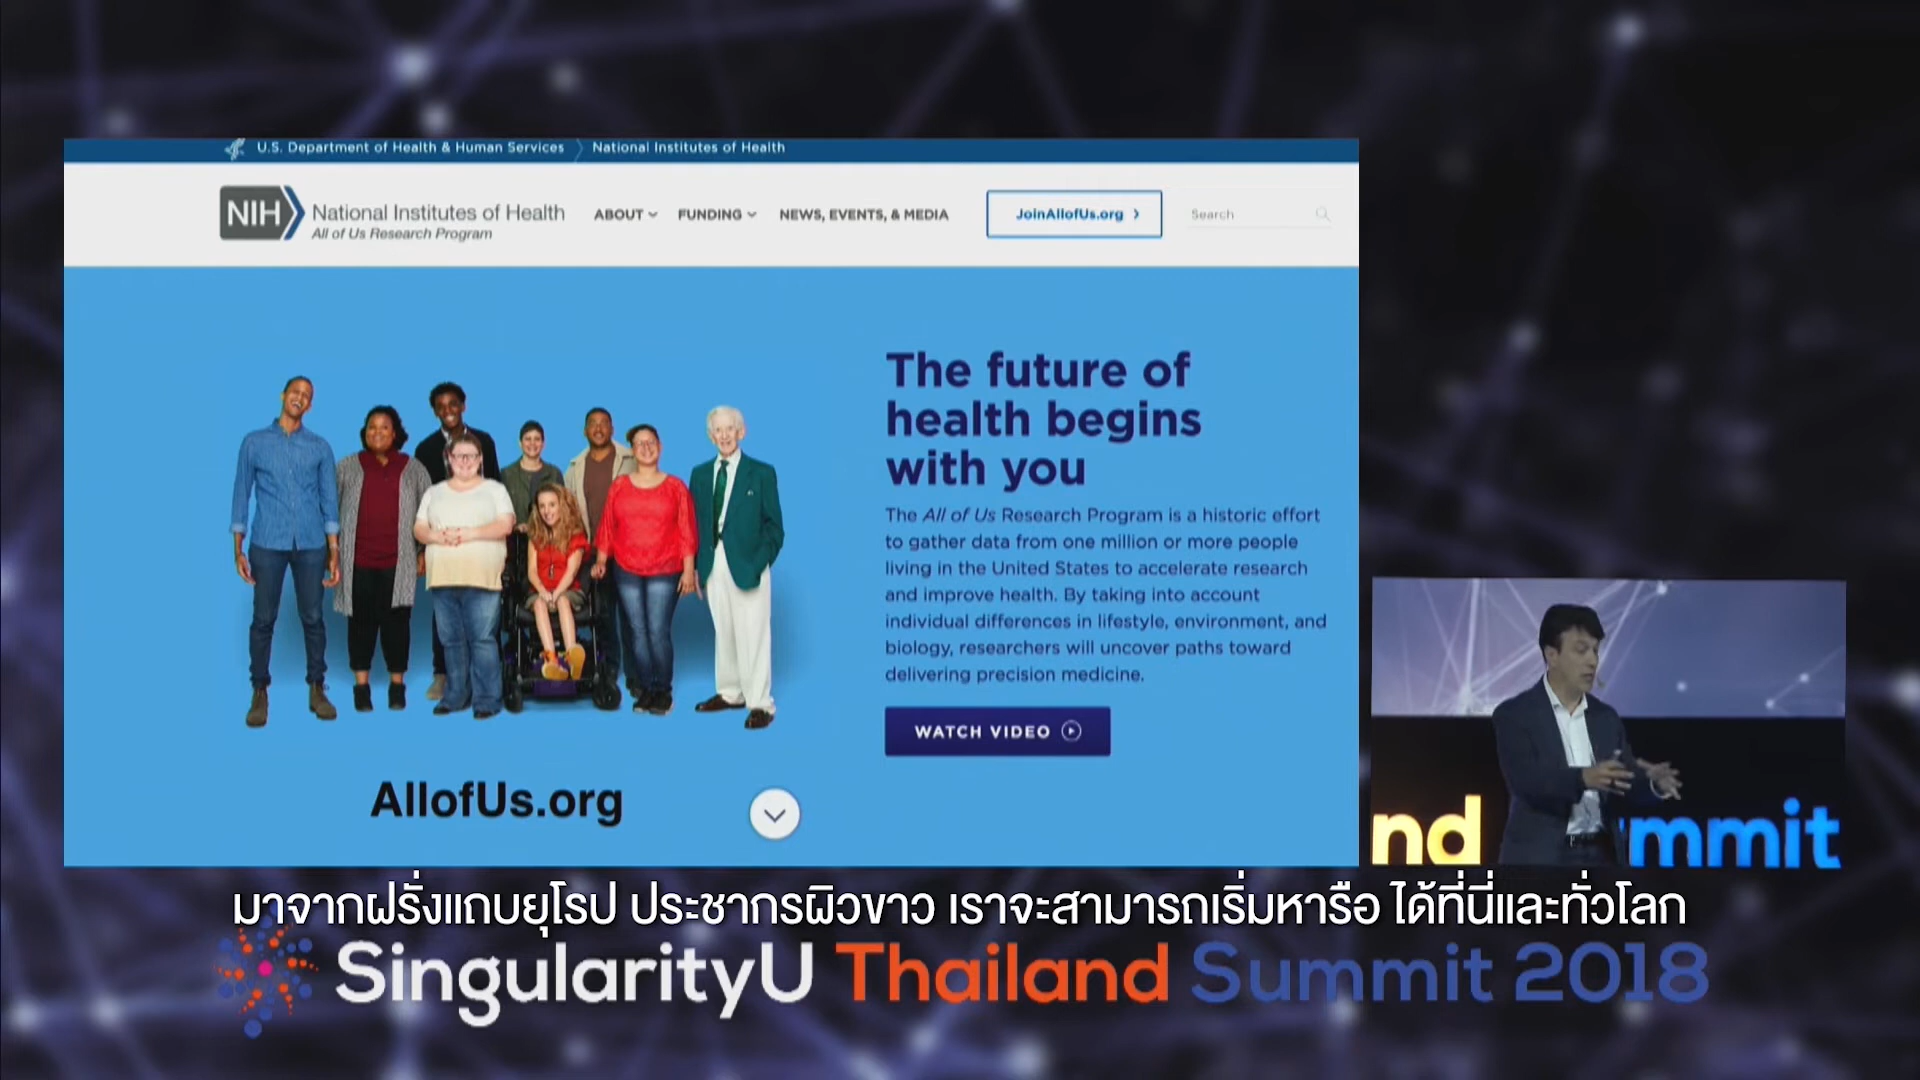 U.S. Department of Health & Human Services
National Institutes of Health
NIH
National Institutes of Health
All of Us Research Program
ABOUT
FUNDING
NEWS, EVENTS, & MEDIA
JoinAllofUs.org
Search
The future of
health begins
with you
The All of Us Research Program is a historic effort
to gather data from one million or more people
living in the United States to accelerate research
and improve health. By taking into account
individual differences in lifestyle, environment, and
biology, researchers will uncover paths toward
delivering precision medicine.
WATCH VIDEO
AllofUs.org
nd
mmit
มาจากฝรั่งแถบยุโรป ประชากรผิวขาว เราจะสามารถเริ่มหารือ ได้ที่นี่และทั่วโลก
SingularityU Thailand Summit 2018